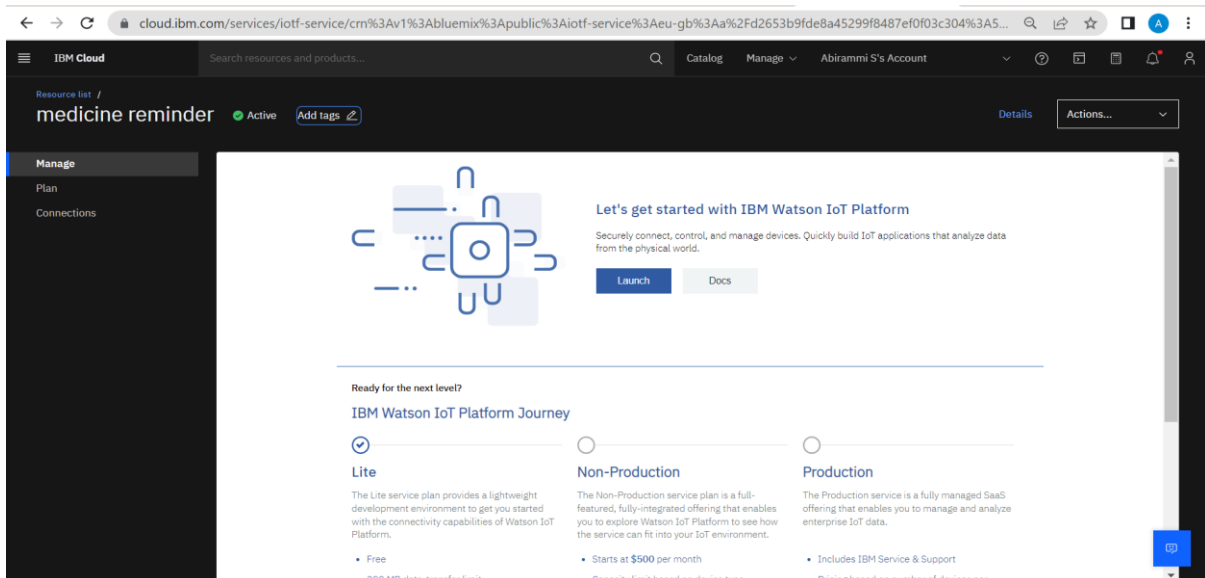 cloud.ibm.com/services/iotf-service/crn%3Av1%3Abluemix%3Apublic%3Aiotf-service%3Aeu-gb%3Aa%2Fd2653b9fde8a45299f8487ef0f03c304%3A5...
A
IBM Cloud
Search resources and products...
Catalog
Manage
Abirammi S's Account
Resource list /
medicine reminder
Active
Add tags
Details
Actions...
Manage
Plan
Connections
Let's get started with IBM Watson IoT Platform
Securely connect, control, and manage devices. Quickly build IoT applications that analyze data
from the physical world.
Launch
Docs
Ready for the next level?
IBM Watson IoT Platform Journey
Lite
The Lite service plan provides a lightweight
development environment to get you started
with the connectivity capabilities of Watson IoT
Platform.
• Free
Non-Production
The Non-Production service plan is a full-
featured, fully-integrated offering that enables
you to explore Watson IoT Platform to see how
the service can fit into your IoT environment.
• Starts at $500 per month
Production
The Production service is a fully managed SaaS
offering that enables you to manage and analyze
enterprise IoT data.
• Includes IBM Service & Support